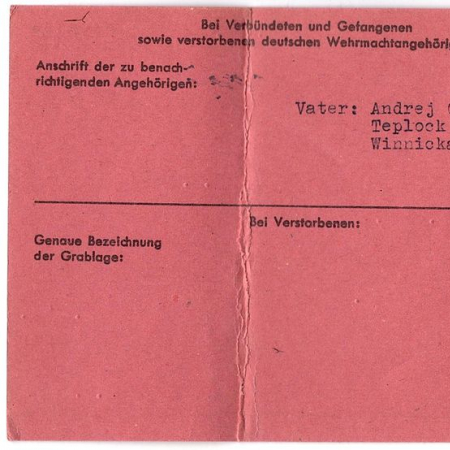 Bei Verbündeten und Gefangenen
sowie verstorbenen deutschen Wehrmachtangehöri
Anschrift der zu benach-
richtigenden Angehörigen:
Vater: Andrej
Teplock
Winnicka
Bei Verstorbenen:
Genaue Bezeichnung
der Grablage: